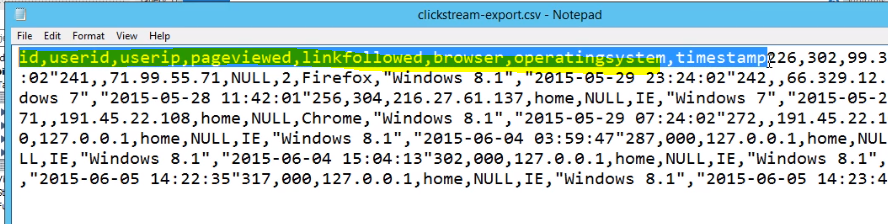 clickstream-export.csv - Notepad
File Edit Format View Help
id,userid,userip,pageviewed,linkfollowed,browser,operatingsystem,timestamp226,302,99.3
:02"241,,71.99.55.71,NULL,2,Firefox,"Windows 8.1","2015-05-29 23:24:02"242,,66.329.12.
dows 7","2015-05-28 11:42:01"256,304,216.27.61.137,home,NULL,IE,"Windows 7","2015-05-2
71,,191.45.22.108,home,NULL,Chrome,"Windows 8.1","2015-05-29 07:24:02"272,,191.45.22.1
0,127.0.0.1,home,NULL,IE,"Windows 8.1","2015-06-04 03:59:47"287,000,127.0.0.1,home,NUL
LL,IE,"Windows 8.1","2015-06-04 15:04:13"302,000,127.0.0.1,home,NULL,IE,"Windows 8.1",
,"2015-06-05 14:22:35"317,000,127.0.0.1,home,NULL,IE,"Windows 8.1","2015-06-05 14:23:4